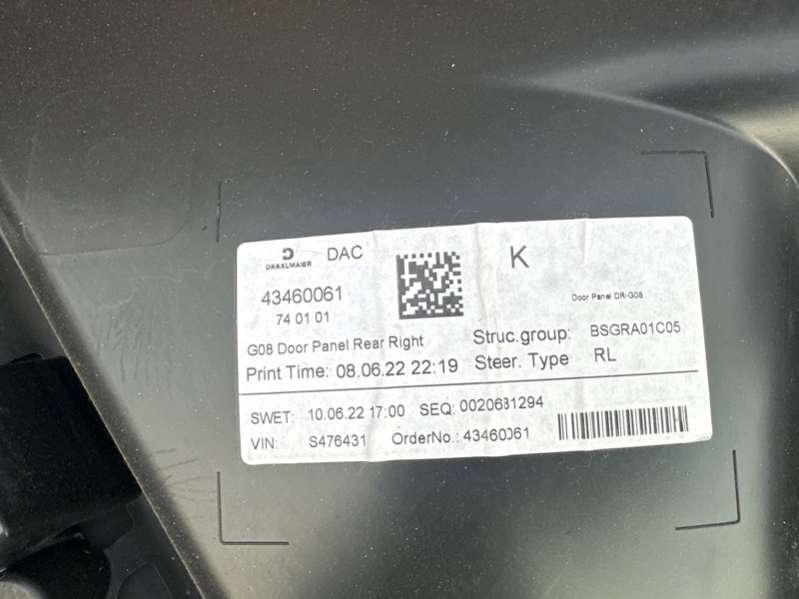 DRÄXLMAIER DAC
K
43460061
74 01 01
Door Panel DR-G08
G08 Door Panel Rear Right
Struc.group: BSGRA01C05
Print Time: 08.06.22 22:19
Steer. Type RL
SWET: 10.06.22 17:00 SEQ: 0020631294
VIN: S476431 OrderNo.: 43460061